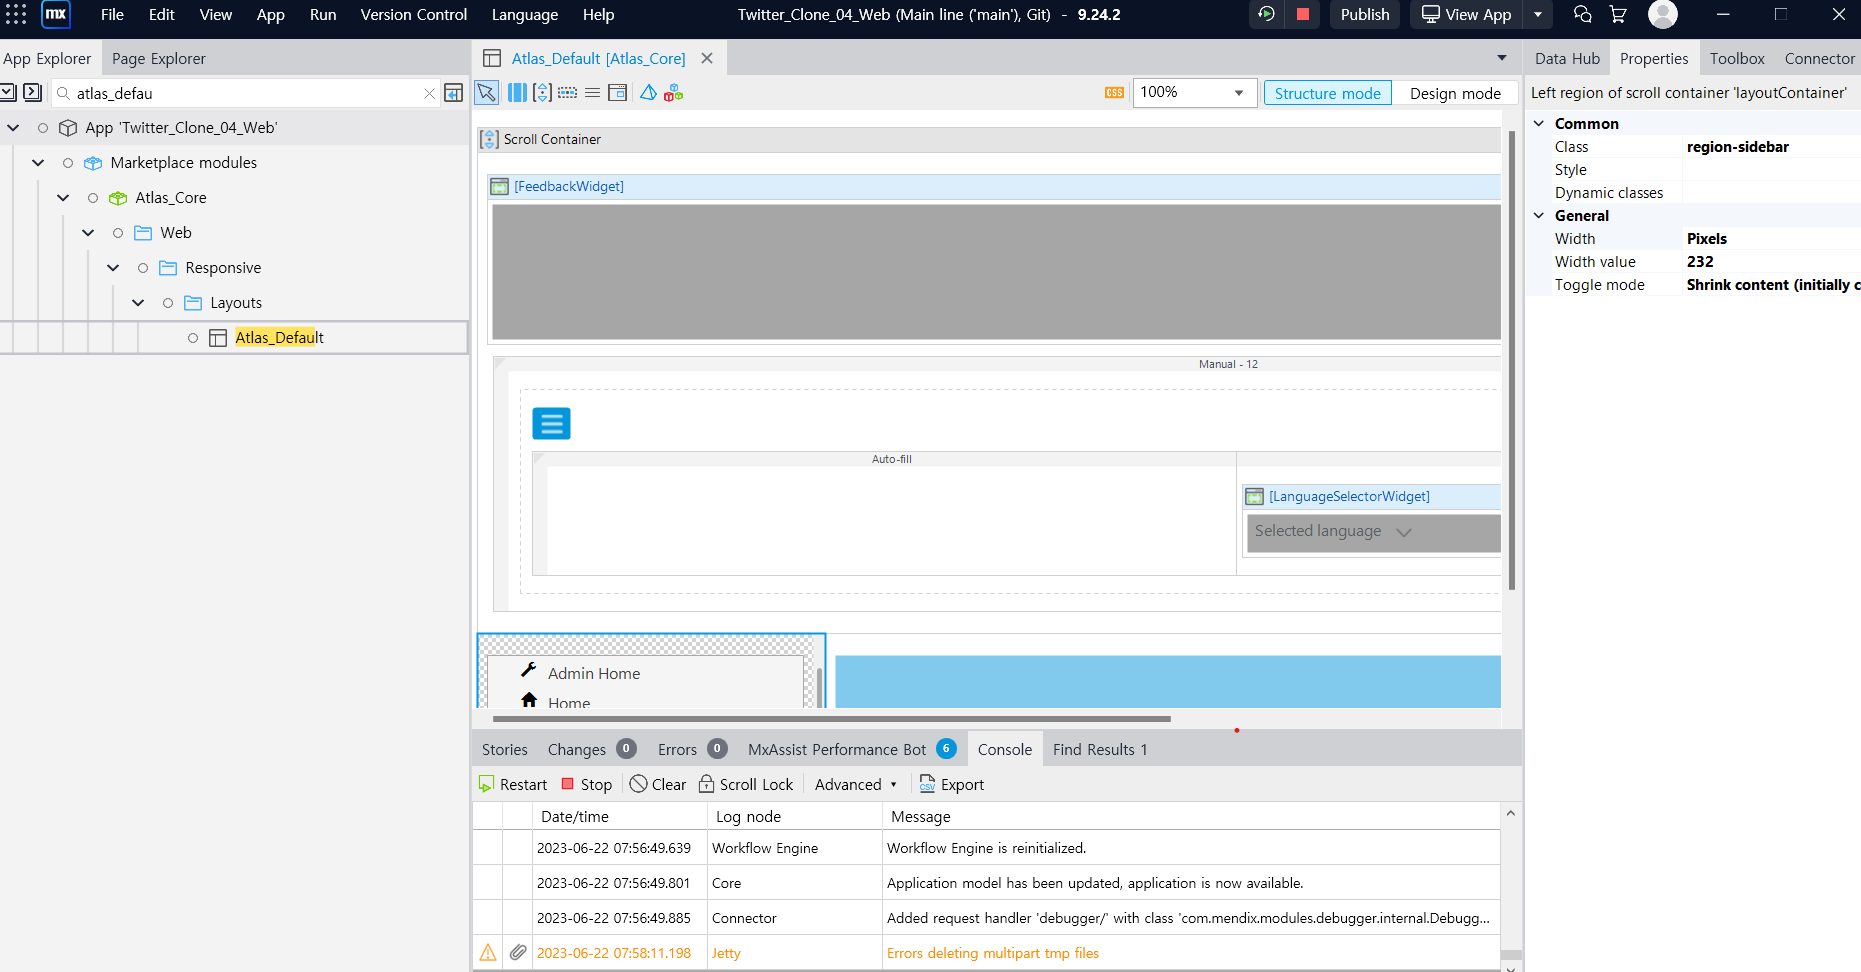 mx File Edit View App Run Version Control Language Help Twitter_Clone_04_Web (Main line ('main'), Git) - 9.24.2 Publish View App
App Explorer Page Explorer
atlas_defau
App 'Twitter_Clone_04_Web'
Marketplace modules
Atlas_Core
Web
Responsive
Layouts
Atlas_Default
Atlas_Default [Atlas_Core]
CSS 100% Structure mode Design mode
Scroll Container
[FeedbackWidget]
Manual - 12
Auto-fill
[LanguageSelectorWidget]
Selected language
Admin Home
Home
Data Hub Properties Toolbox Connector
Left region of scroll container 'layoutContainer'
Common
Class region-sidebar
Style
Dynamic classes
General
Width Pixels
Width value 232
Toggle mode Shrink content (initially c
Stories Changes 0 Errors 0 MxAssist Performance Bot 6 Console Find Results 1
Restart Stop Clear Scroll Lock Advanced CSV Export
Date/time Log node Message
2023-06-22 07:56:49.639 Workflow Engine Workflow Engine is reinitialized.
2023-06-22 07:56:49.801 Core Application model has been updated, application is now available.
2023-06-22 07:56:49.885 Connector Added request handler 'debugger/' with class 'com.mendix.modules.debugger.internal.Debugg...
2023-06-22 07:58:11.198 Jetty Errors deleting multipart tmp files